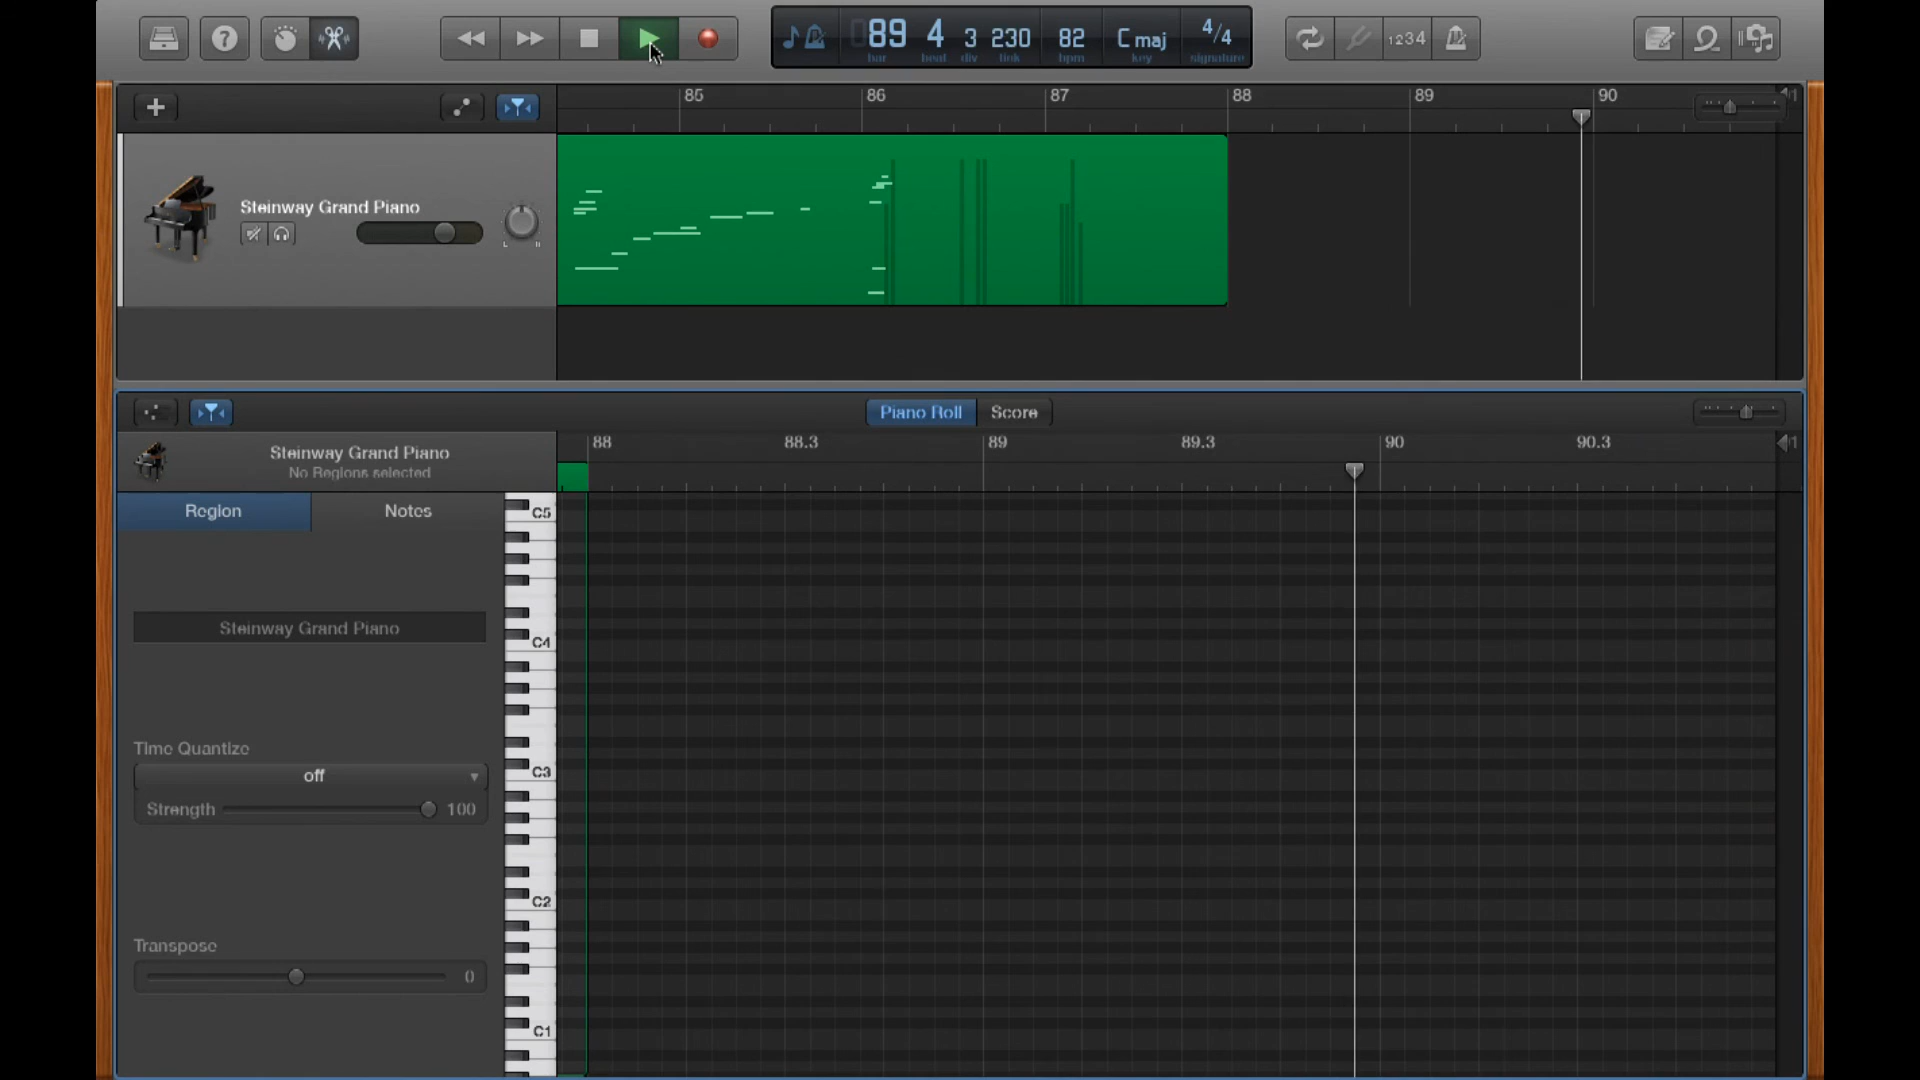 89 4 3 230 82 C maj 4/4
bar beat div tick bpm key signature
1234
85 86 87 88 89 90
Steinway Grand Piano
L R
Piano Roll Score
Steinway Grand Piano
No Regions selected
88 88.3 89 89.3 90 90.3
Region Notes
C5
Steinway Grand Piano
C4
Time Quantize
off
C3
Strength 100
C2
Transpose
0
C1